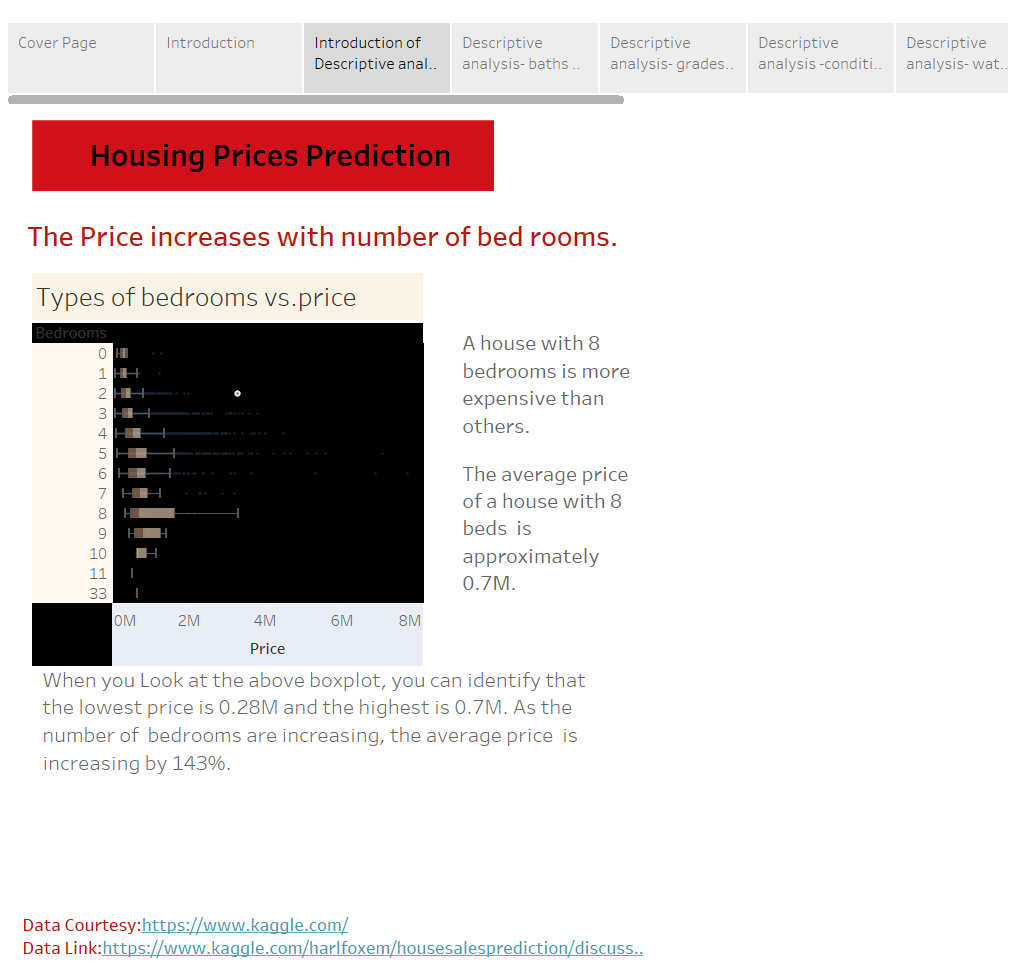 Cover Page
Introduction
Introduction of
Descriptive anal..
Descriptive
analysis- baths ..
Descriptive
analysis- grades..
Descriptive
analysis -conditi..
Descriptive
analysis- wat..
Housing Prices Prediction
The Price increases with number of bed rooms.
Types of bedrooms vs.price
Bedrooms
0
1
2
3
4
5
6
7
8
9
10
11
33
0M 2M 4M 6M 8M
Price
A house with 8
bedrooms is more
expensive than
others.
The average price
of a house with 8
beds is
approximately
0.7M.
When you Look at the above boxplot, you can identify that
the lowest price is 0.28M and the highest is 0.7M. As the
number of bedrooms are increasing, the average price is
increasing by 143%.
Data Courtesy:https://www.kaggle.com/
Data Link:https://www.kaggle.com/harlfoxem/housesalesprediction/discuss..